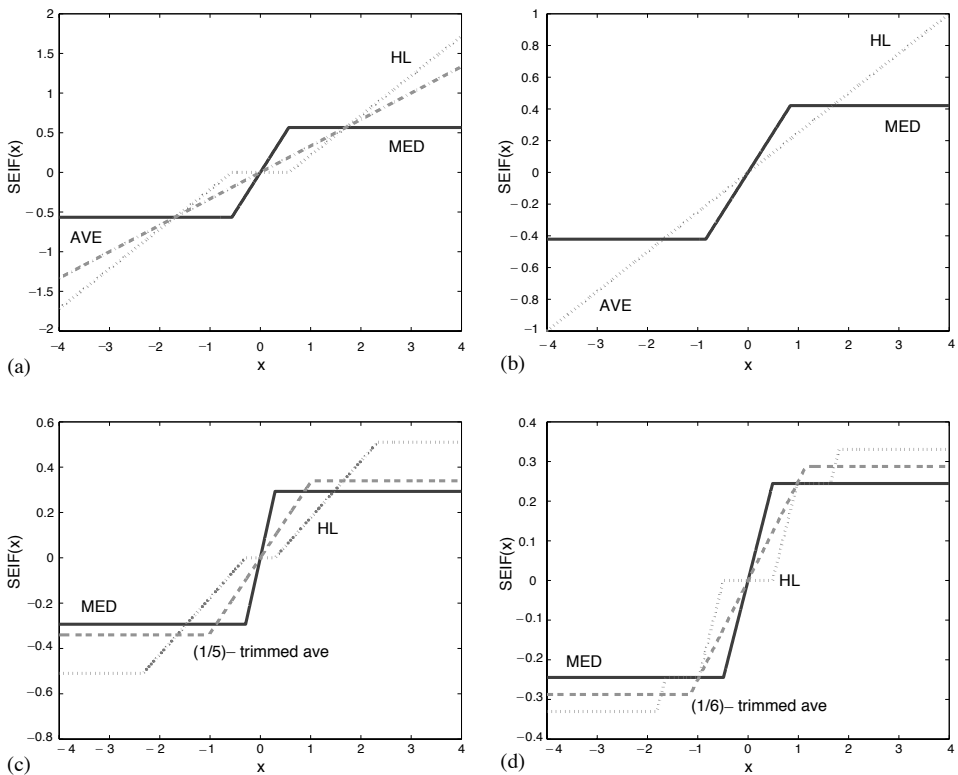 (a)
2
1.5
1
0.5
0
−0.5
−1
−1.5
−2
SEIF(x)
HL
MED
AVE
−4 −3 −2 −1 0 1 2 3 4
x
(b)
1
0.8
0.6
0.4
0.2
0
−0.2
−0.4
−0.6
−0.8
−1
SEIF(x)
HL
MED
AVE
−4 −3 −2 −1 0 1 2 3 4
x
(c)
0.6
0.4
0.2
0
−0.2
−0.4
−0.6
−0.8
SEIF(x)
HL
MED
(1/5)− trimmed ave
−4 −3 −2 −1 0 1 2 3 4
x
(d)
0.4
0.3
0.2
0.1
0
−0.1
−0.2
−0.3
−0.4
SEIF(x)
HL
MED
(1/6)− trimmed ave
−4 −3 −2 −1 0 1 2 3 4
x